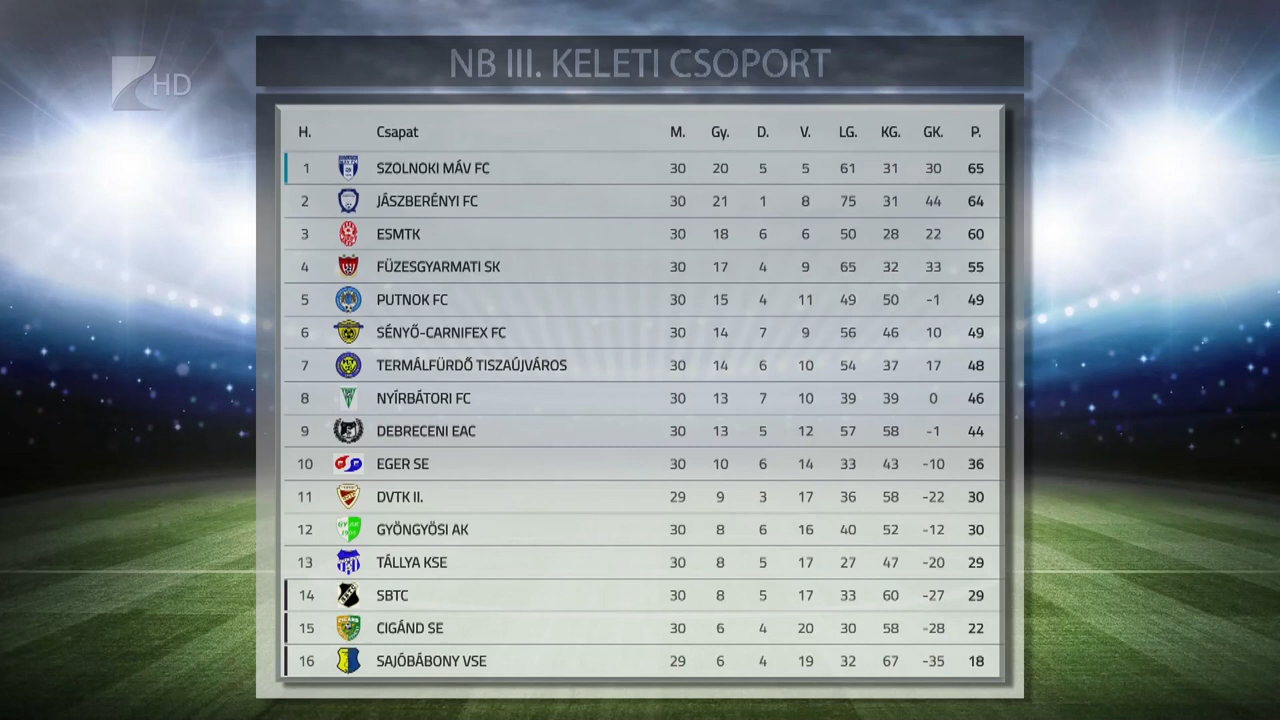 HD
NB III. KELETI CSOPORT
H. Csapat M. Gy. D. V. LG. KG. GK. P.
1 SZOLNOKI MÁV FC 30 20 5 5 61 31 30 65
2 JÁSZBERÉNYI FC 30 21 1 8 75 31 44 64
3 ESMTK 30 18 6 6 50 28 22 60
4 FÜZESGYARMATI SK 30 17 4 9 65 32 33 55
5 PUTNOK FC 30 15 4 11 49 50 -1 49
6 SÉNYŐ-CARNIFEX FC 30 14 7 9 56 46 10 49
7 TERMÁLFÜRDŐ TISZAÚJVÁROS 30 14 6 10 54 37 17 48
8 NYÍRBÁTORI FC 30 13 7 10 39 39 0 46
9 DEBRECENI EAC 30 13 5 12 57 58 -1 44
10 EGER SE 30 10 6 14 33 43 -10 36
11 DVTK II. 29 9 3 17 36 58 -22 30
12 GYÖNGYÖSI AK 30 8 6 16 40 52 -12 30
13 TÁLLYA KSE 30 8 5 17 27 47 -20 29
14 SBTC 30 8 5 17 33 60 -27 29
15 CIGÁND SE 30 6 4 20 30 58 -28 22
16 SAJÓBÁBONY VSE 29 6 4 19 32 67 -35 18